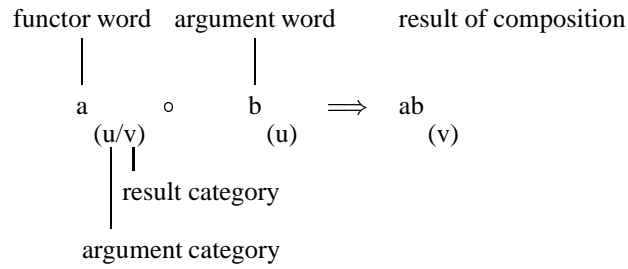 functor word argument word result of composition
a ∘ b ⟹ ab
(u/v) (u) (v)
result category
argument category